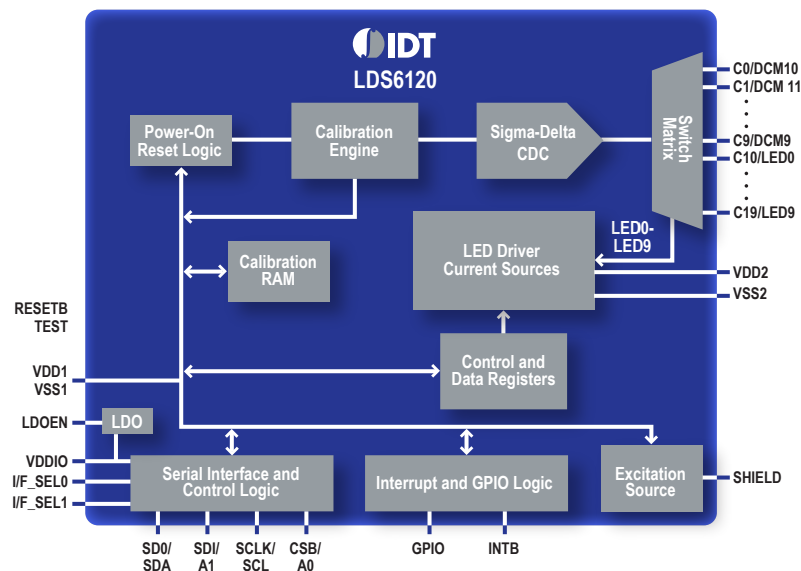 IDT
LDS6120
Power-On
Reset Logic
Calibration
Engine
Sigma-Delta
CDC
Switch
Matrix
C0/DCM10
C1/DCM 11
C9/DCM9
C10/LED0
C19/LED9
LED0-
LED9
LED Driver
Current Sources
VDD2
VSS2
Calibration
RAM
RESETB
TEST
VDD1
VSS1
Control and
Data Registers
LDOEN
LDO
VDDIO
I/F_SEL0
I/F_SEL1
Serial Interface and
Control Logic
Interrupt and GPIO Logic
Excitation
Source
SHIELD
SD0/
SDA
SDI/
A1
SCLK/
SCL
CSB/
A0
GPIO
INTB